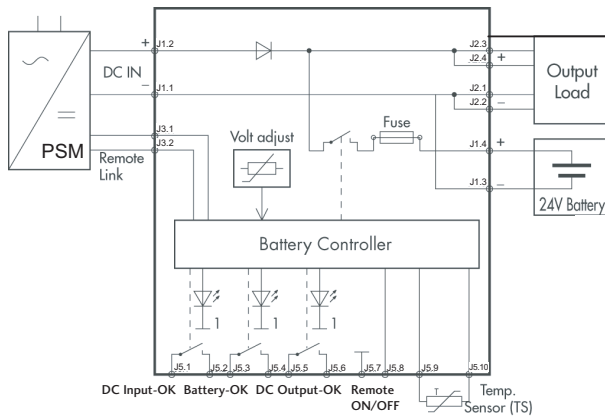 +
J1.2
J2.3
J2.4
+
DC IN
−
J1.1
J2.1
J2.2
−
Output
Load
PSM
J3.1
J3.2
Remote
Link
Volt adjust
Fuse
J1.4
+
J1.3
−
24V Battery
Battery Controller
1
1
1
J5.1
J5.2
J5.3
J5.4
J5.5
J5.6
J5.7
J5.8
J5.9
J5.10
DC Input-OK
Battery-OK
DC Output-OK
Remote
ON/OFF
T
Temp.
Sensor (TS)